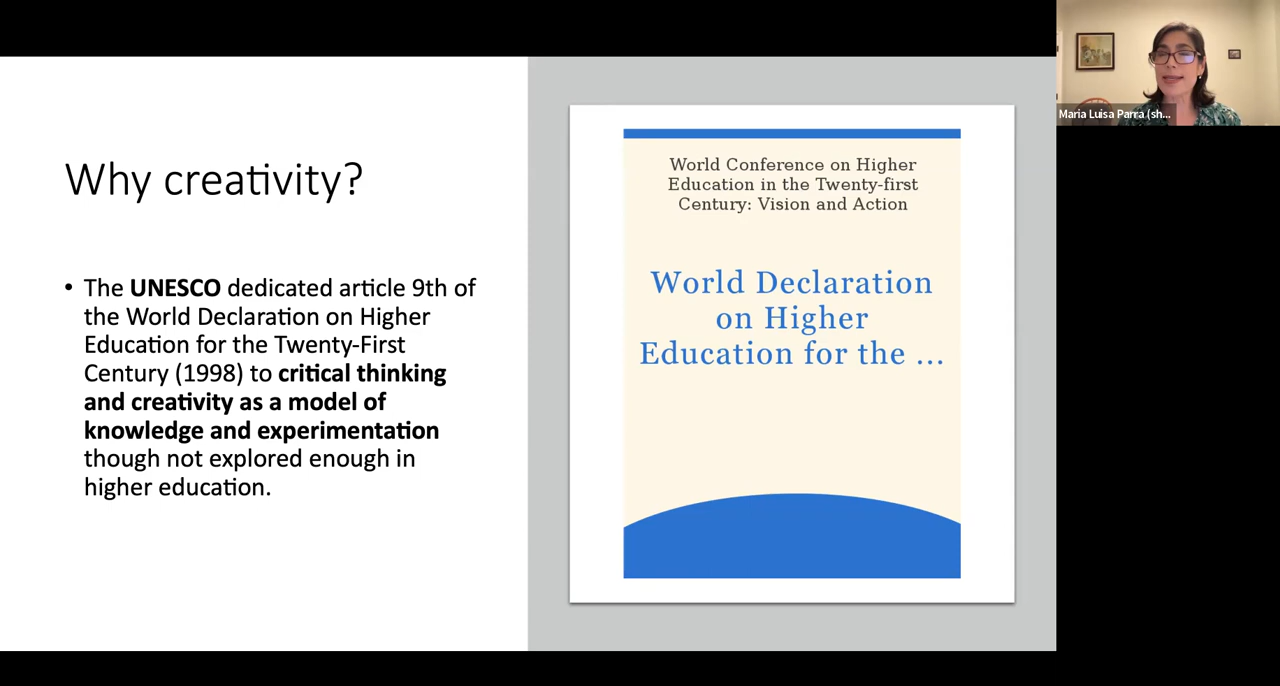 Why creativity?
• The UNESCO dedicated article 9th of
the World Declaration on Higher
Education for the Twenty-First
Century (1998) to critical thinking
and creativity as a model of
knowledge and experimentation
though not explored enough in
higher education.
World Conference on Higher
Education in the Twenty-first
Century: Vision and Action
World Declaration
on Higher
Education for the ...
Maria Luisa Parra (sh...